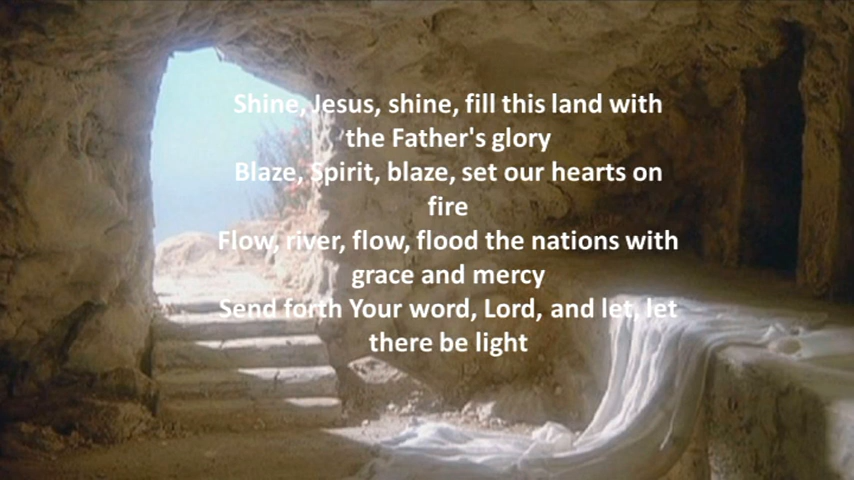 Shine, Jesus, shine, fill this land with
the Father's glory
Blaze, Spirit, blaze, set our hearts on
fire
Flow, river, flow, flood the nations with
grace and mercy
Send forth Your word, Lord, and let, let
there be light